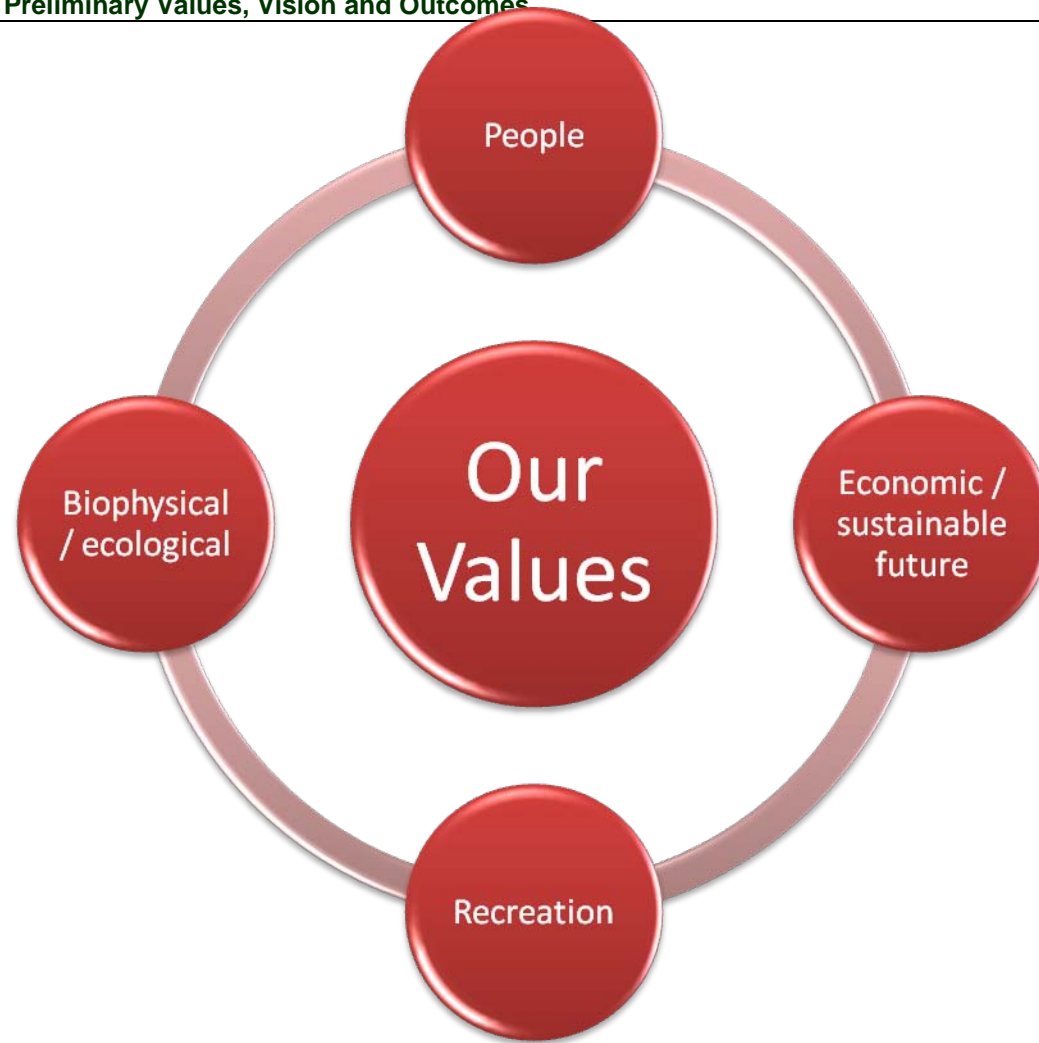 Preliminary Values, Vision and Outcomes
People
Our
Values
Biophysical
/ ecological
Economic /
sustainable
future
Recreation